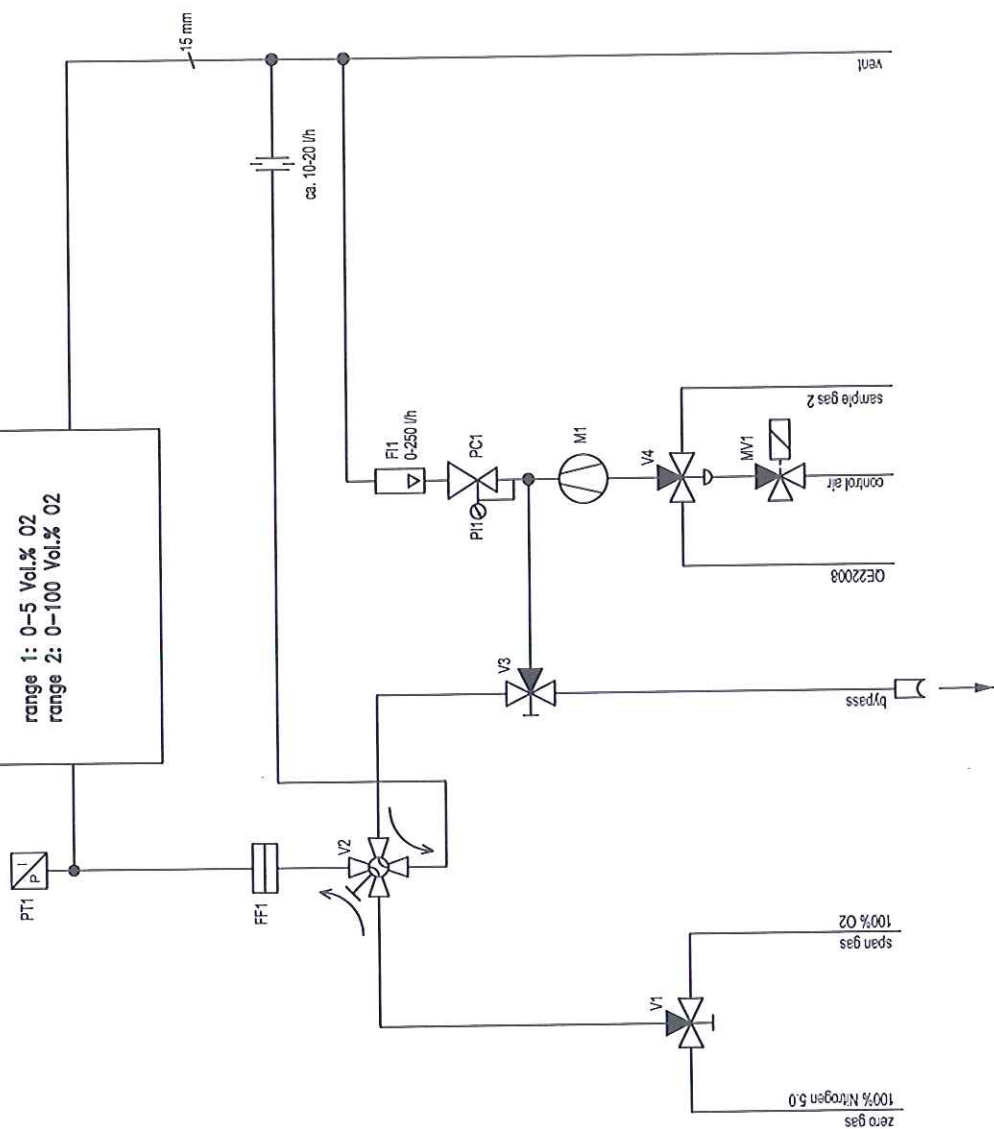 range 1: 0-5 Vol.% O2
range 2: 0-100 Vol.% O2
15 mm
ca. 10-20 l/h
PT1
I
P
FF1
V2
FI1
0-250 l/h
PI1
PC1
M1
V3
V4
MV1
V1
vent
sample gas 2
control air
QE22008
bypass
span gas
100% O2
zero gas
100% Nitrogen 5.0